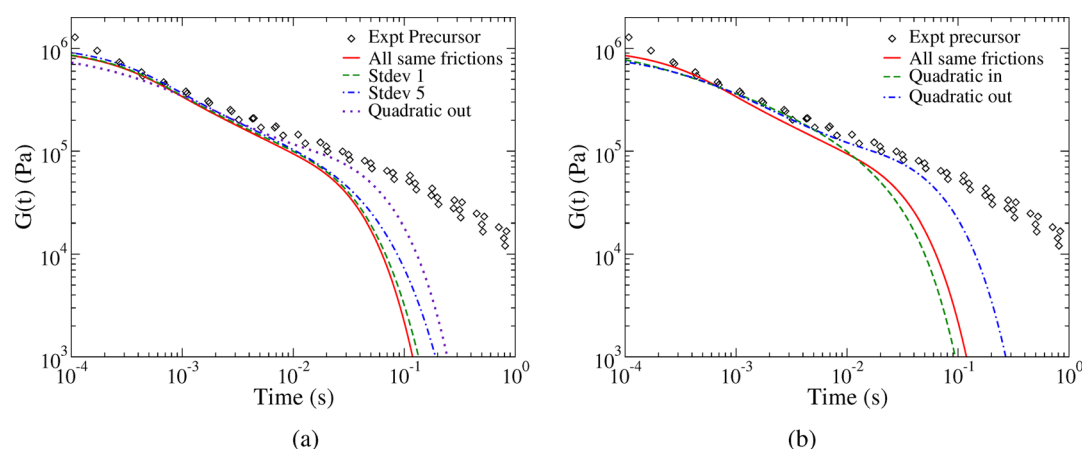 Expt Precursor
All same frictions
Stdev 1
Stdev 5
Quadratic out
G(t) (Pa)
10^6
10^5
10^4
10^3
10^-4
10^-3
10^-2
10^-1
10^0
Time (s)
(a)
Expt precursor
All same frictions
Quadratic in
Quadratic out
G(t) (Pa)
10^6
10^5
10^4
10^3
10^-4
10^-3
10^-2
10^-1
10^0
Time (s)
(b)